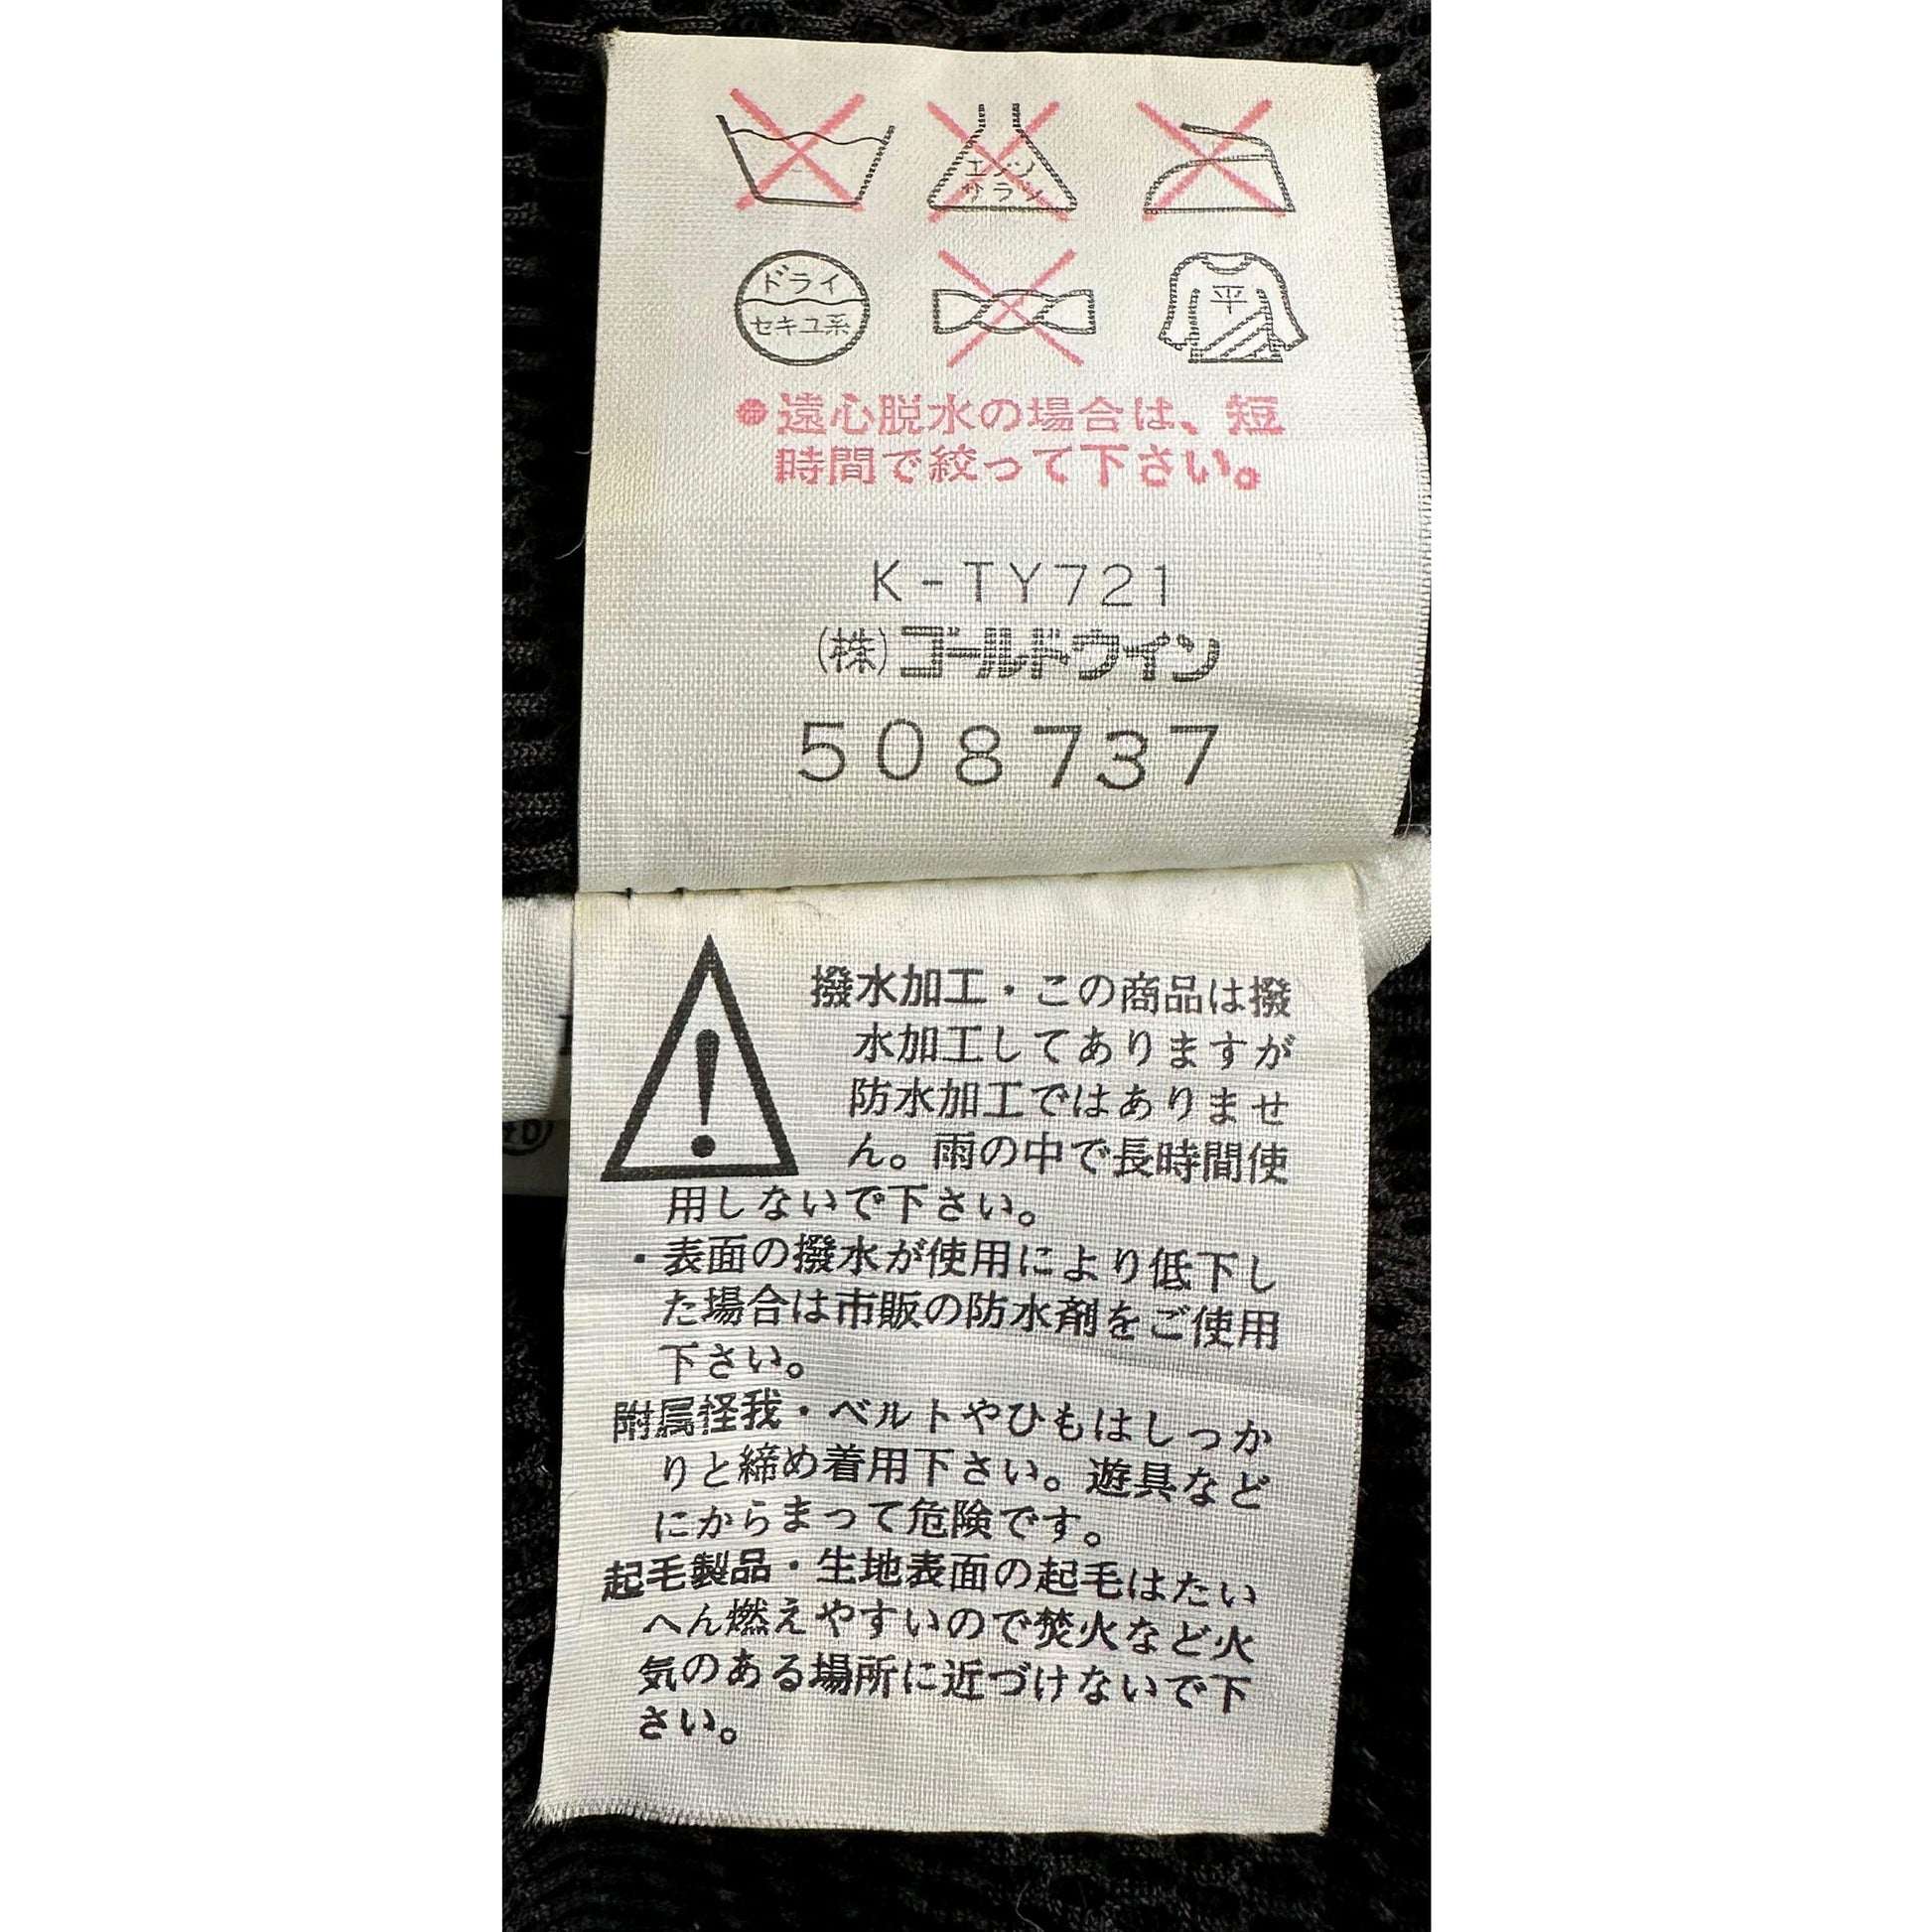 エンソ
サラシ
ドライ
セキユ系
平
●遠心脱水の場合は、短
時間で絞って下さい。
K-TY721
(株)ゴールドウイン
508737
撥水加工・この商品は撥
水加工してありますが
防水加工ではありませ
ん。雨の中で長時間使
用しないで下さい。
・表面の撥水が使用により低下し
た場合は市販の防水剤をご使用
下さい。
附属怪我・ベルトやひもはしっか
りと締め着用下さい。遊具など
にからまって危険です。
起毛製品・生地表面の起毛はたい
へん燃えやすいので焚火など火
気のある場所に近づけないで下
さい。